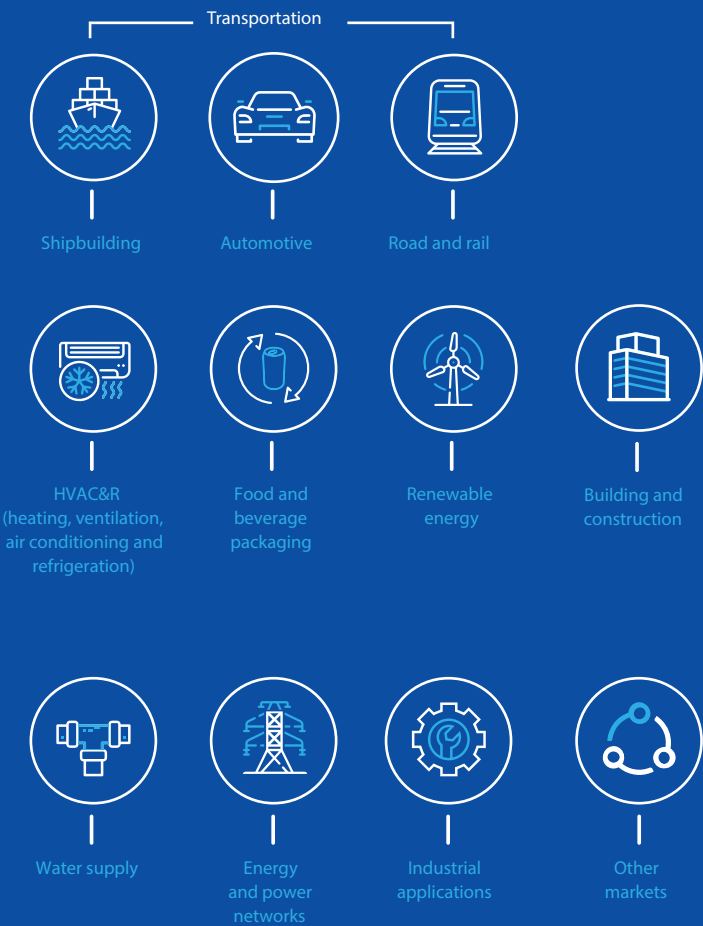 Transportation
Shipbuilding
Automotive
Road and rail
HVAC&R
(heating, ventilation,
air conditioning and
refrigeration)
Food and
beverage
packaging
Renewable
energy
Building and
construction
Water supply
Energy
and power
networks
Industrial
applications
Other
markets